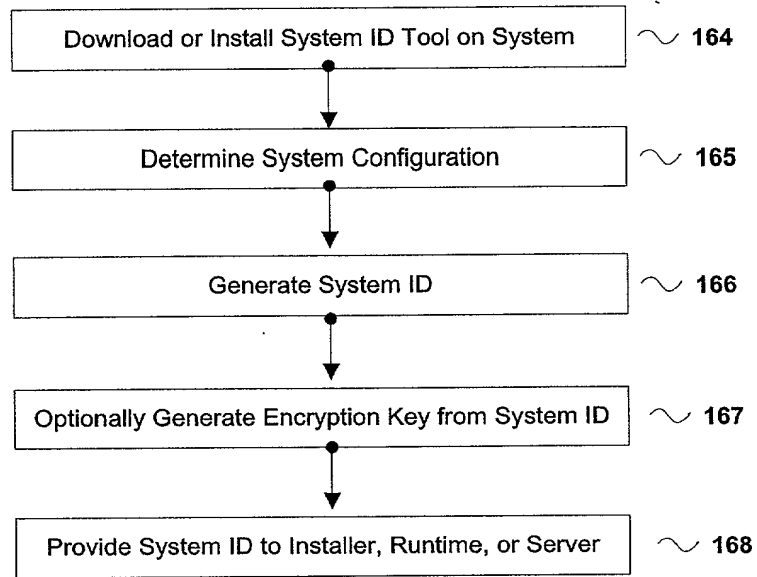 Download or Install System ID Tool on System 164
Determine System Configuration 165
Generate System ID 166
Optionally Generate Encryption Key from System ID 167
Provide System ID to Installer, Runtime, or Server 168